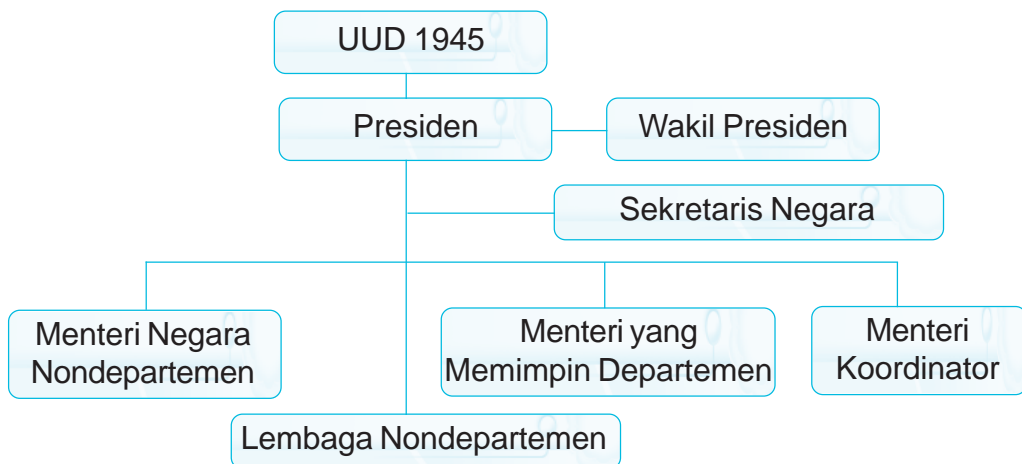 UUD 1945
Presiden
Wakil Presiden
Sekretaris Negara
Menteri Negara
Nondepartemen
Menteri yang
Memimpin Departemen
Menteri
Koordinator
Lembaga Nondepartemen